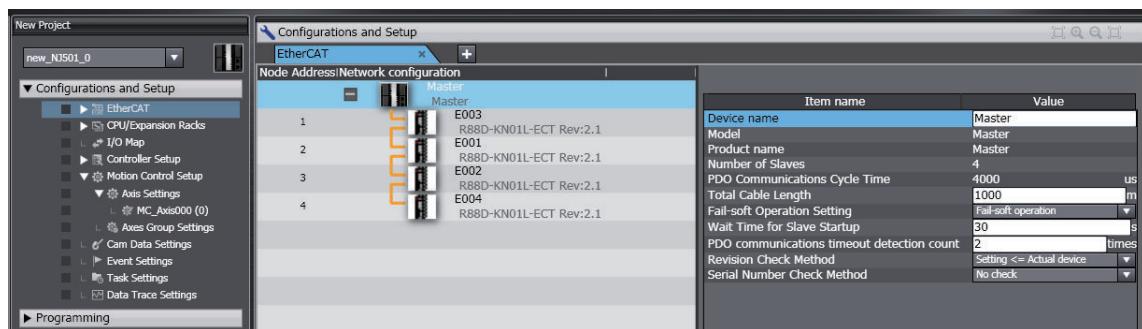 New Project
new_NJ501_0
Configurations and Setup
EtherCAT
CPU/Expansion Racks
I/O Map
Controller Setup
Motion Control Setup
Axis Settings
MC_Axis000 (0)
Axes Group Settings
Cam Data Settings
Event Settings
Task Settings
Data Trace Settings
Programming
Configurations and Setup
EtherCAT
Node Address Network configuration
Master
Master
1 E003
R88D-KN01L-ECT Rev:2.1
2 E001
R88D-KN01L-ECT Rev:2.1
3 E002
R88D-KN01L-ECT Rev:2.1
4 E004
R88D-KN01L-ECT Rev:2.1
Item name Value
Device name Master
Model Master
Product name Master
Number of Slaves 4
PDO Communications Cycle Time 4000 us
Total Cable Length 1000 m
Fail-soft Operation Setting Fail-soft operation
Wait Time for Slave Startup 30 s
PDO communications timeout detection count 2 times
Revision Check Method Setting <= Actual device
Serial Number Check Method No check